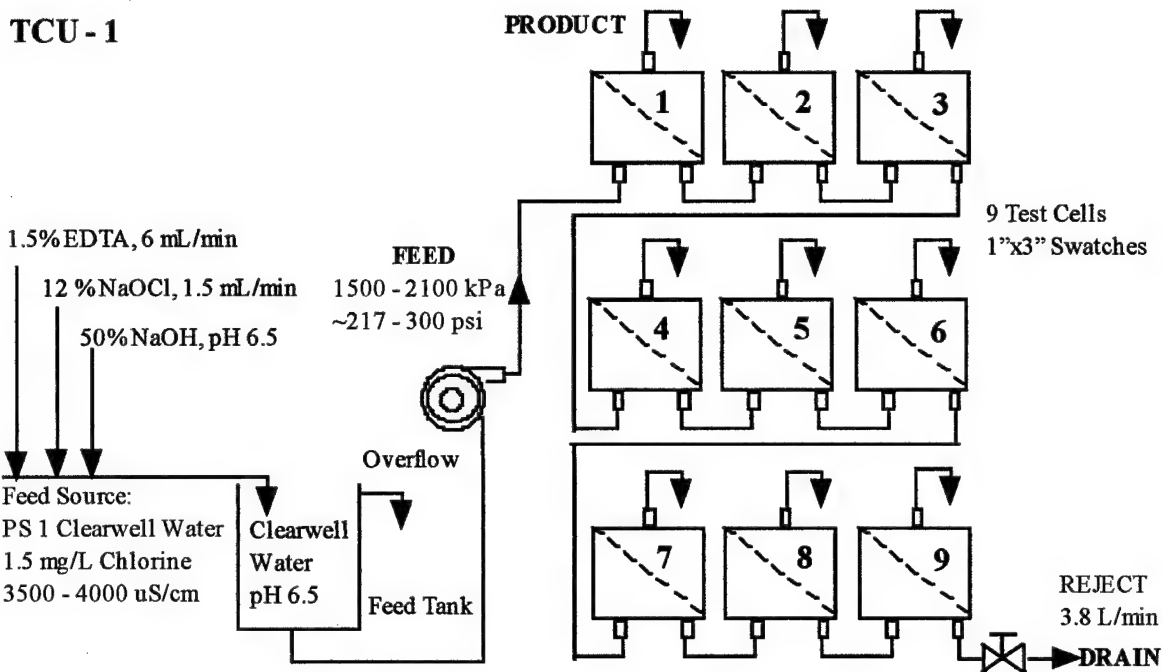 TCU - 1
PRODUCT
1
2
3
9 Test Cells
1”x3” Swatches
1.5%EDTA, 6 mL/min
12 %NaOCl, 1.5 mL/min
50%NaOH, pH 6.5
FEED
1500 - 2100 kPa
~217 - 300 psi
4
5
6
Overflow
Feed Source:
PS 1 Clearwell Water
1.5 mg/L Chlorine
3500 - 4000 uS/cm
Clearwell
Water
pH 6.5
Feed Tank
7
8
9
REJECT
3.8 L/min
DRAIN